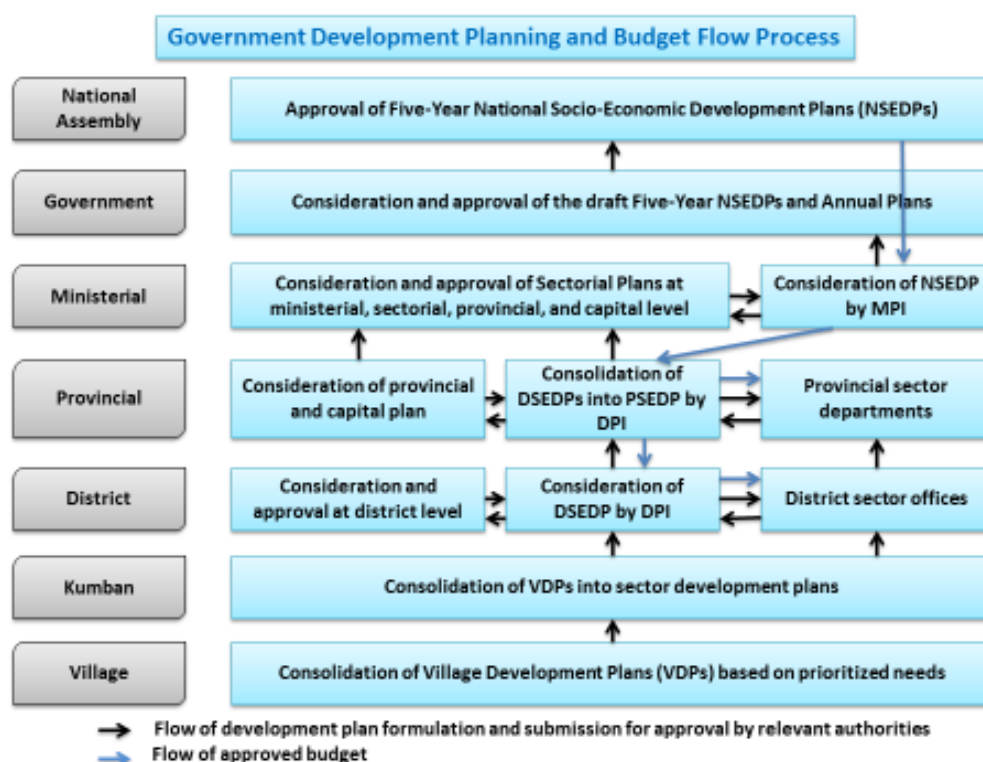 Government Development Planning and Budget Flow Process
National
Assembly
Approval of Five-Year National Socio-Economic Development Plans (NSEDPs)
Government
Consideration and approval of the draft Five-Year NSEDPs and Annual Plans
Ministerial
Consideration and approval of Sectorial Plans at
ministerial, sectorial, provincial, and capital level
Consideration of NSEDP
by MPI
Provincial
Consideration of provincial
and capital plan
Consolidation of
DSEDPs into PSEDP by
DPI
Provincial sector
departments
District
Consideration and
approval at district level
Consideration of
DSEDP by DPI
District sector offices
Kumban
Consolidation of VDPs into sector development plans
Village
Consolidation of Village Development Plans (VDPs) based on prioritized needs
Flow of development plan formulation and submission for approval by relevant authorities
Flow of approved budget